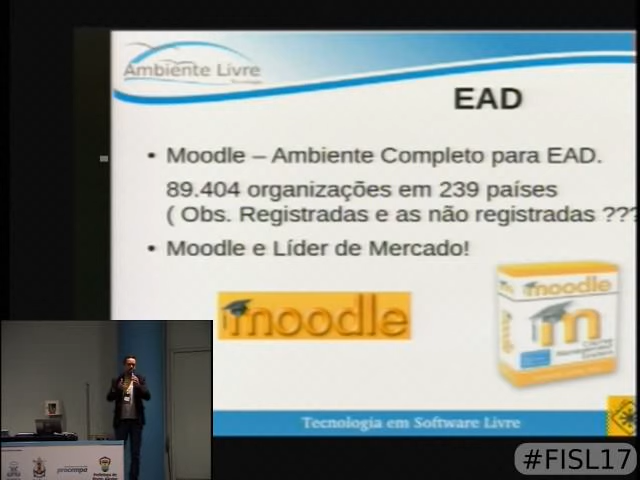 Ambiente Livre
EAD
• Moodle – Ambiente Completo para EAD.
89.404 organizações em 239 países
( Obs. Registradas e as não registradas ???
• Moodle e Líder de Mercado!
moodle
moodle
m
Tecnologia em Software Livre
procempa
#FISL17